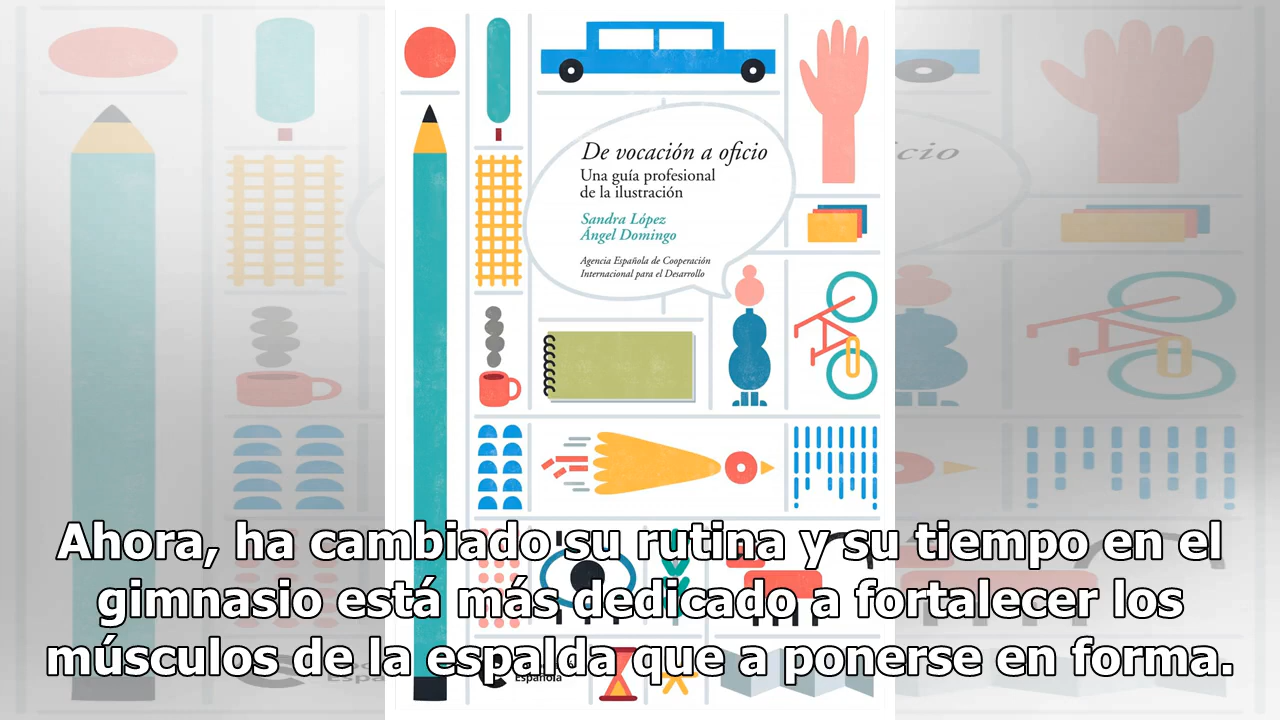 De vocación a oficio
Una guía profesional
de la ilustración
Sandra López
Ángel Domingo
Agencia Española de Cooperación
Internacional para el Desarrollo
Ahora, ha cambiado su rutina y su tiempo en el
gimnasio está más dedicado a fortalecer los
músculos de la espalda que a ponerse en forma.
Española